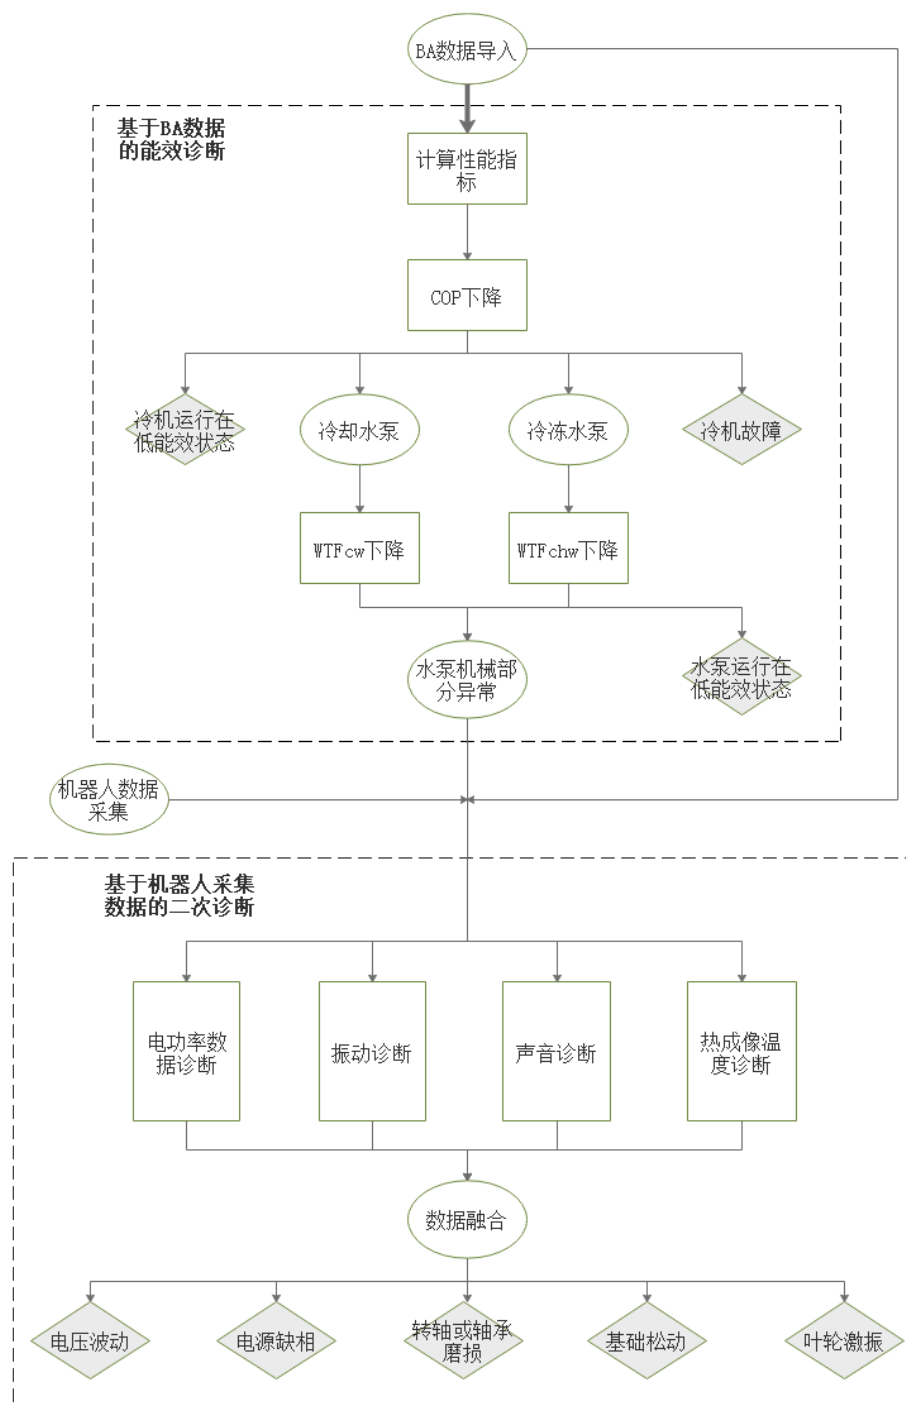 BA数据导入
基于BA数据
的能效诊断
计算性能指
标
COP下降
冷机运行在
低能效状态
冷却水泵
冷冻水泵
冷机故障
WTFcw下降
WTFchw下降
水泵机械部
分异常
水泵运行在
低能效状态
机器人数据
采集
基于机器人采集
数据的二次诊断
电功率数
据诊断
振动诊断
声音诊断
热成像温
度诊断
数据融合
电压波动
电源缺相
转轴或轴承
磨损
基础松动
叶轮激振